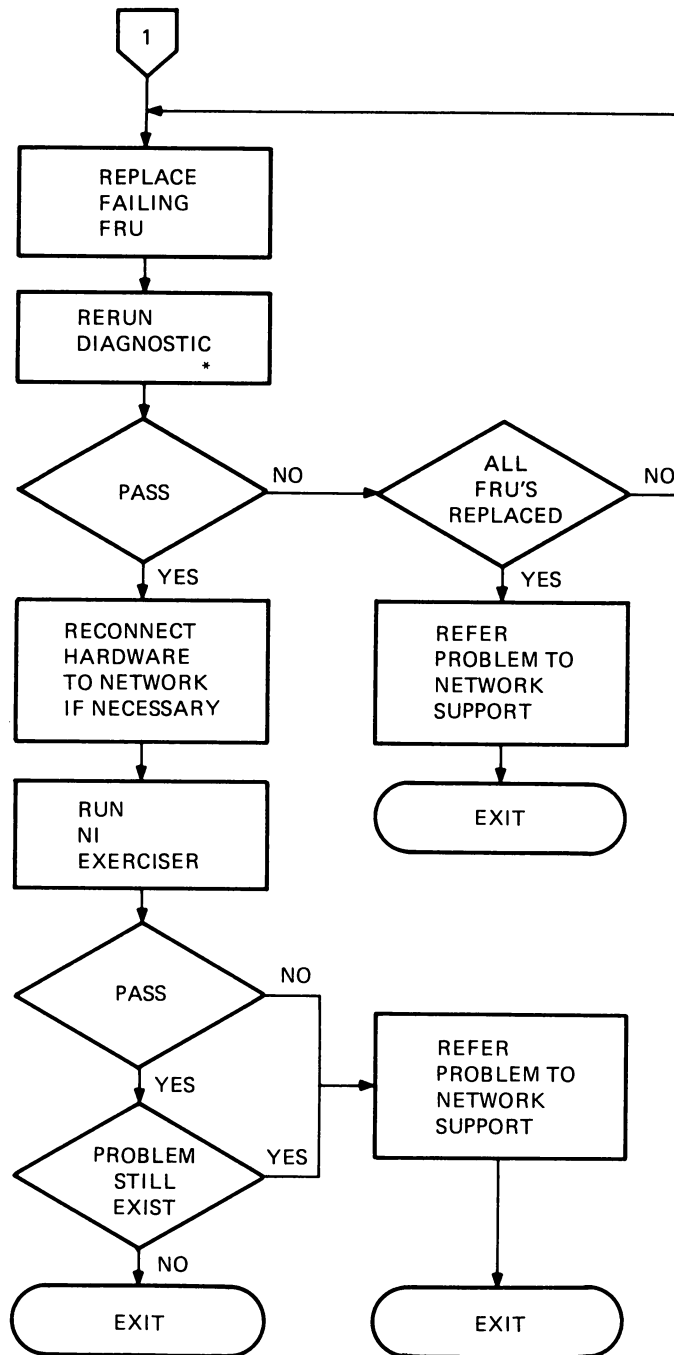 1
REPLACE
FAILING
FRU
RERUN
DIAGNOSTIC
*
PASS
NO
ALL
FRU'S
REPLACED
NO
YES
YES
RECONNECT
HARDWARE
TO NETWORK
IF NECESSARY
REFER
PROBLEM TO
NETWORK
SUPPORT
EXIT
RUN
NI
EXERCISER
PASS
NO
YES
REFER
PROBLEM TO
NETWORK
SUPPORT
PROBLEM
STILL
EXIST
YES
NO
EXIT
EXIT